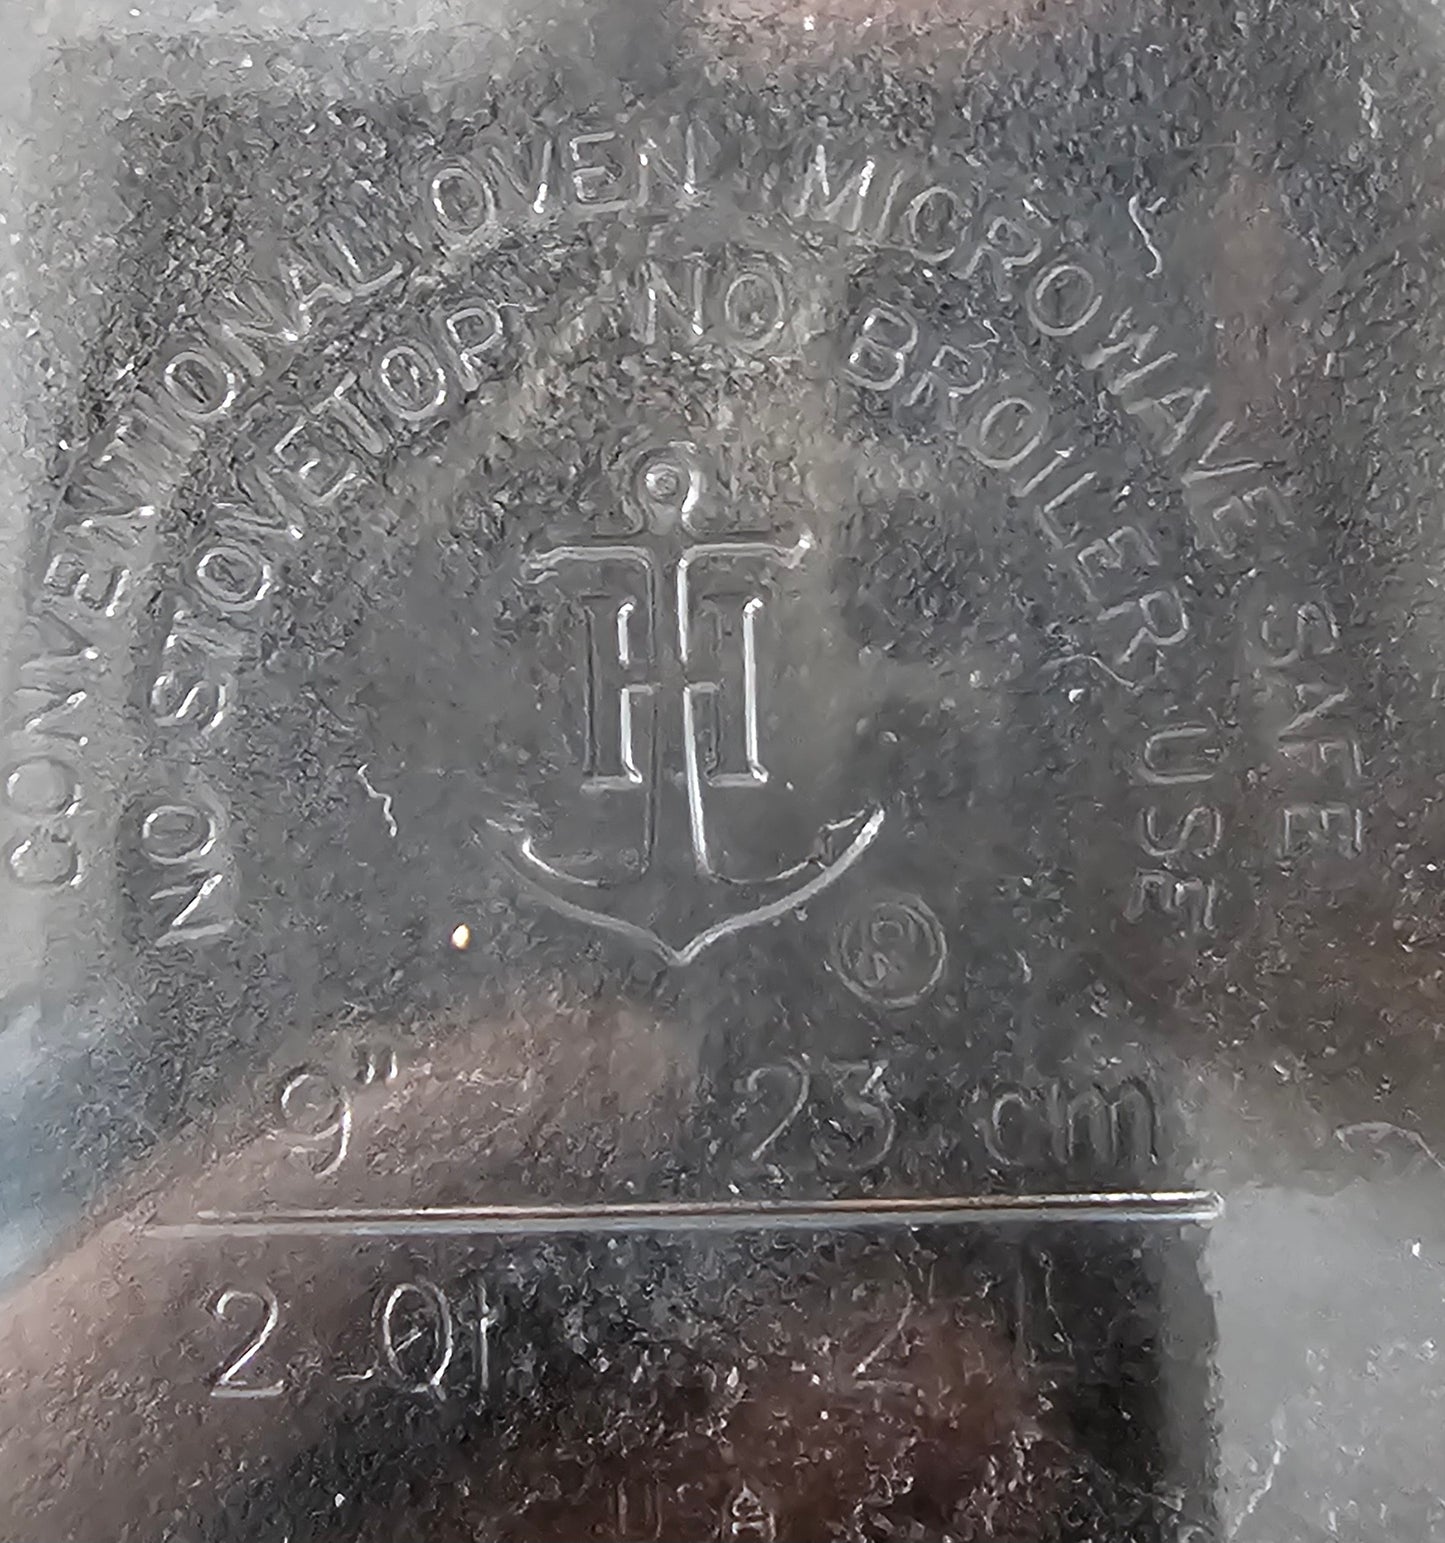 CONVENTIONAL OVEN MICROWAVE SAFE
NO STOVETOP NO BROILER USE
H
®
9" 23 cm
2-Qt 2 L